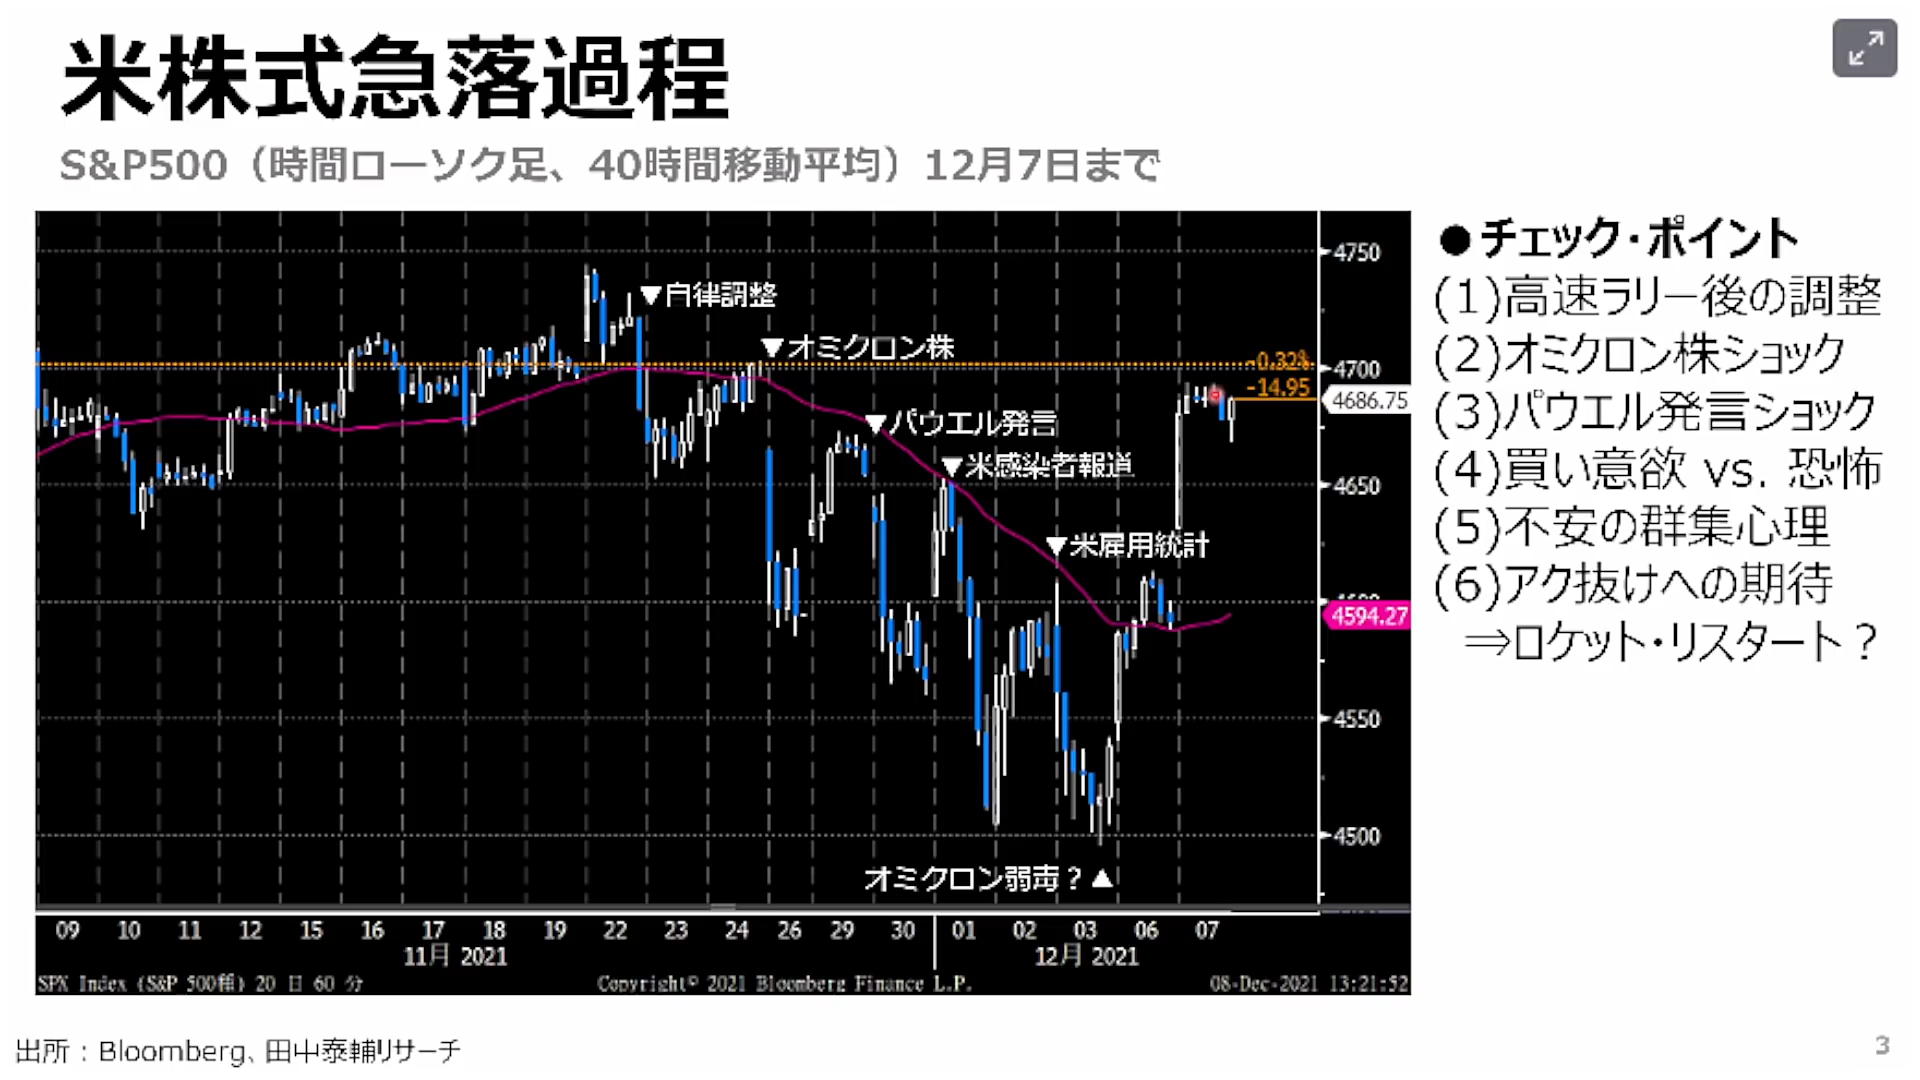 米株式急落過程
S&P500（時間ローソク足、40時間移動平均）12月7日まで
4750
▼自律調整
▼オミクロン株
-0.32%
4700
-14.95
4686.75
▼パウエル発言
▼米感染者報道
4650
▼米雇用統計
4594.27
4550
4500
オミクロン弱毒？▲
09 10 11 12 15 16 17 18 19 22 23 24 26 29 30 01 02 03 06 07
11月 2021 12月 2021
SPX Index (S&P 500種) 20 日 60 分 Copyright© 2021 Bloomberg Finance L.P. 08-Dec-2021 13:21:52
●チェック・ポイント
(1)高速ラリー後の調整
(2)オミクロン株ショック
(3)パウエル発言ショック
(4)買い意欲 vs. 恐怖
(5)不安の群集心理
(6)アク抜けへの期待
⇒ロケット・リスタート？
出所：Bloomberg、田中泰輔リサーチ
3